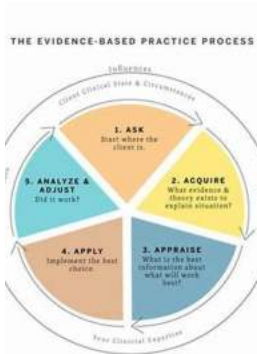 THE EVIDENCE-BASED PRACTICE PROCESS
Influences
Client Clinical State & Circumstances
1. ASK
Start where the
client is.
2. ACQUIRE
What evidence &
theory exists to
explain situation?
3. APPRAISE
What is the best
information about
what will work
best?
4. APPLY
Implement the best
choice
5. ANALYZE &
ADJUST
Did it work?
Your Clinical Expertise